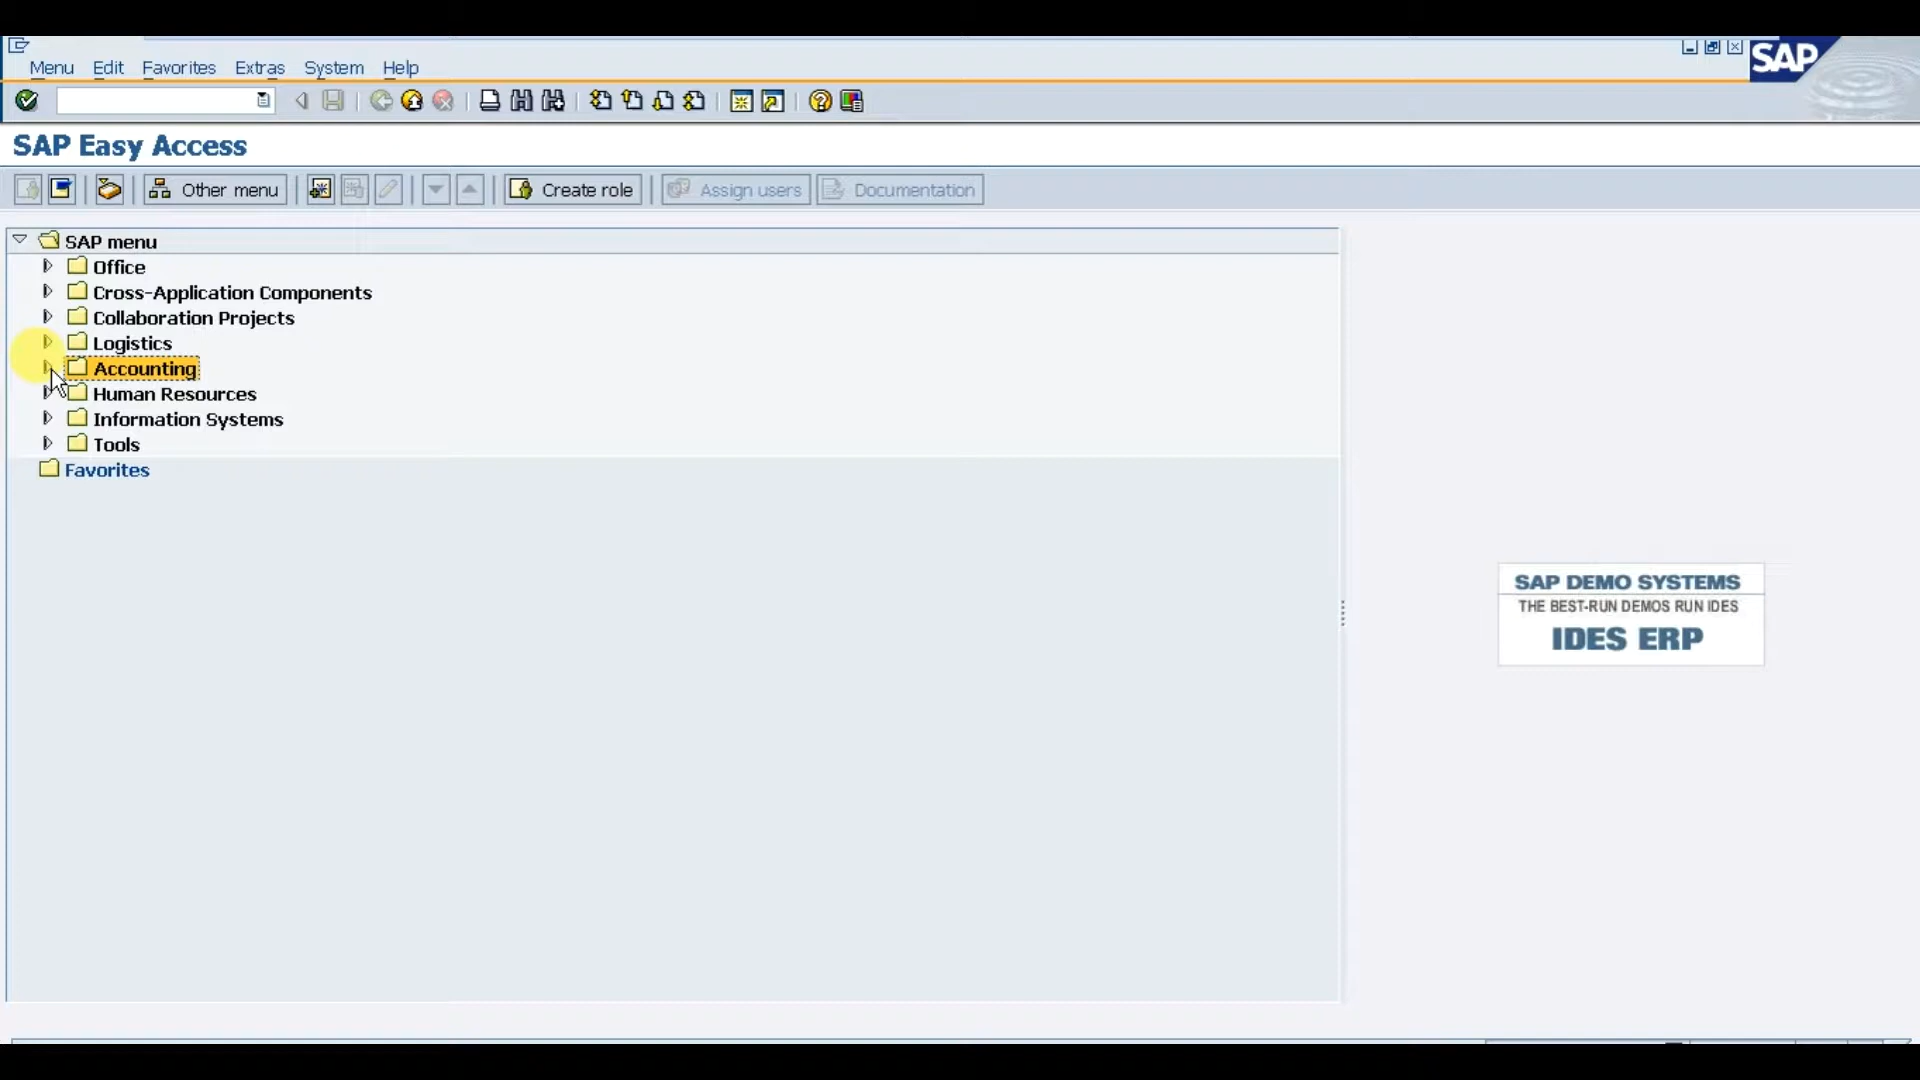 Menu Edit Favorites Extras System Help
SAP
SAP Easy Access
Other menu Create role Assign users Documentation
SAP menu
Office
Cross-Application Components
Collaboration Projects
Logistics
Accounting
Human Resources
Information Systems
Tools
Favorites
SAP DEMO SYSTEMS
THE BEST-RUN DEMOS RUN IDES
IDES ERP